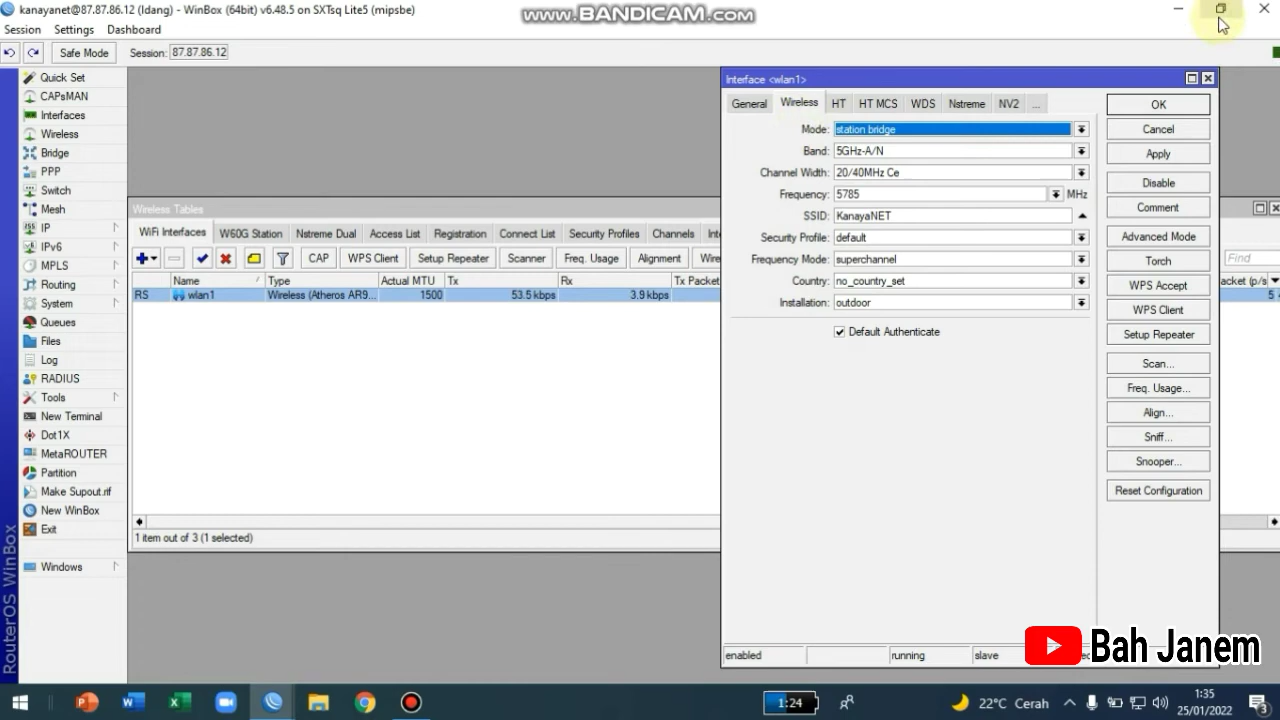 kanayanet@87.87.86.12 (Idang) - WinBox (64bit) v6.48.5 on SXTsq Lite5 (mipsbe)
www.BANDICAM.com
Session Settings Dashboard
Safe Mode Session: 87.87.86.12
Quick Set
CAPsMAN
Interfaces
Wireless
Bridge
PPP
Switch
Mesh
IP
IPv6
MPLS
Routing
System
Queues
Files
Log
RADIUS
Tools
New Terminal
Dot1X
MetaROUTER
Partition
Make Supout.rif
New WinBox
Exit
Windows
RouterOS WinBox
Wireless Tables
WiFi Interfaces W60G Station Nstreme Dual Access List Registration Connect List Security Profiles Channels
CAP WPS Client Setup Repeater Scanner Freq. Usage Alignment Find
Name Type Actual MTU Tx Rx Tx Packet
RS wlan1 Wireless (Atheros AR9... 1500 53.5 kbps 3.9 kbps 5
1 item out of 3 (1 selected)
Interface <wlan1>
General Wireless HT HT MCS WDS Nstreme NV2 ...
Mode: station bridge
Band: 5GHz-A/N
Channel Width: 20/40MHz Ce
Frequency: 5785 MHz
SSID: KanayaNET
Security Profile: default
Frequency Mode: superchannel
Country: no_country_set
Installation: outdoor
Default Authenticate
OK
Cancel
Apply
Disable
Comment
Advanced Mode
Torch
WPS Accept
WPS Client
Setup Repeater
Scan...
Freq. Usage...
Align...
Sniff...
Snooper...
Reset Configuration
enabled running slave
Bah Janem
1:24
22°C Cerah
1:35
25/01/2022
3